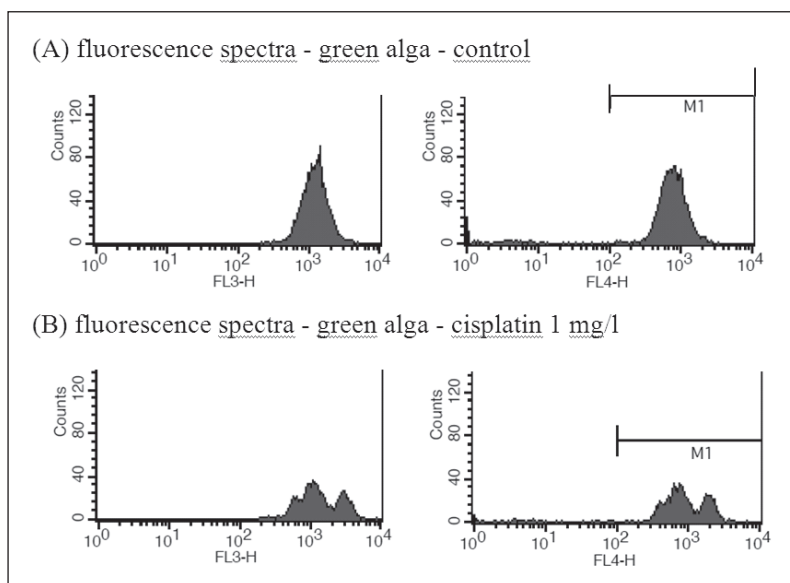 (A) fluorescence spectra - green alga - control
Counts
120
80
40
0
10^0 10^1 10^2 10^3 10^4
FL3-H
M1
Counts
120
80
40
0
10^0 10^1 10^2 10^3 10^4
FL4-H
(B) fluorescence spectra - green alga - cisplatin 1 mg/l
Counts
120
80
40
0
10^0 10^1 10^2 10^3 10^4
FL3-H
M1
Counts
120
80
40
0
10^0 10^1 10^2 10^3 10^4
FL4-H